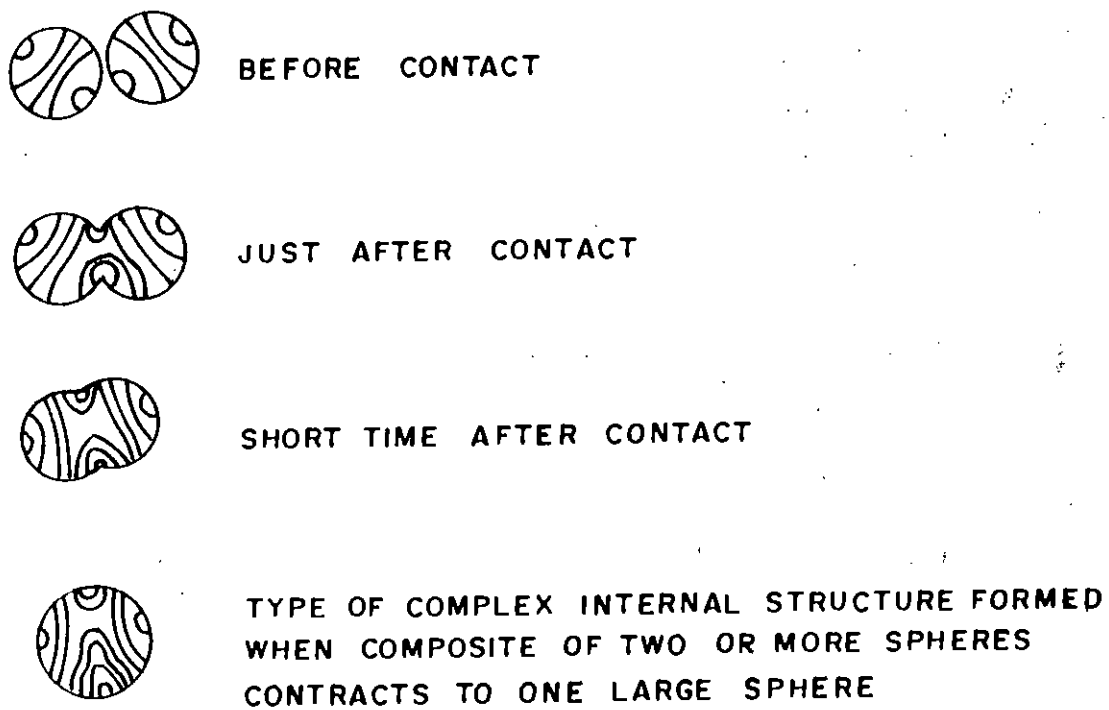 BEFORE CONTACT
JUST AFTER CONTACT
SHORT TIME AFTER CONTACT
TYPE OF COMPLEX INTERNAL STRUCTURE FORMED
WHEN COMPOSITE OF TWO OR MORE SPHERES
CONTRACTS TO ONE LARGE SPHERE